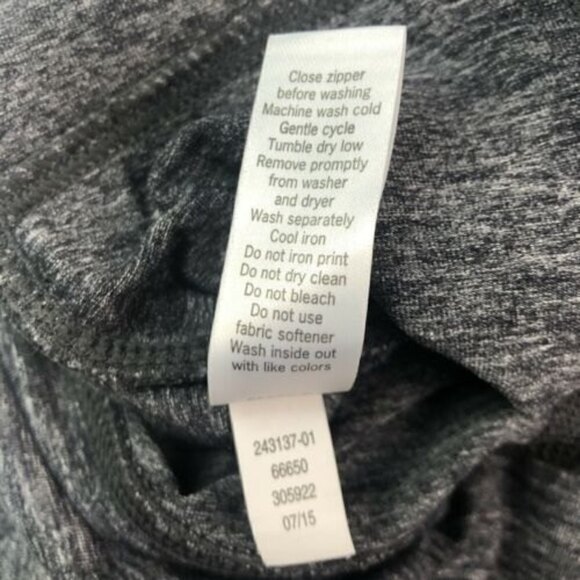 Close zipper
before washing
Machine wash cold
Gentle cycle
Tumble dry low
Remove promptly
from washer
and dryer
Wash separately
Cool iron
Do not iron print
Do not dry clean
Do not bleach
Do not use
fabric softener
Wash inside out
with like colors
243137-01
66650
305922
07/15